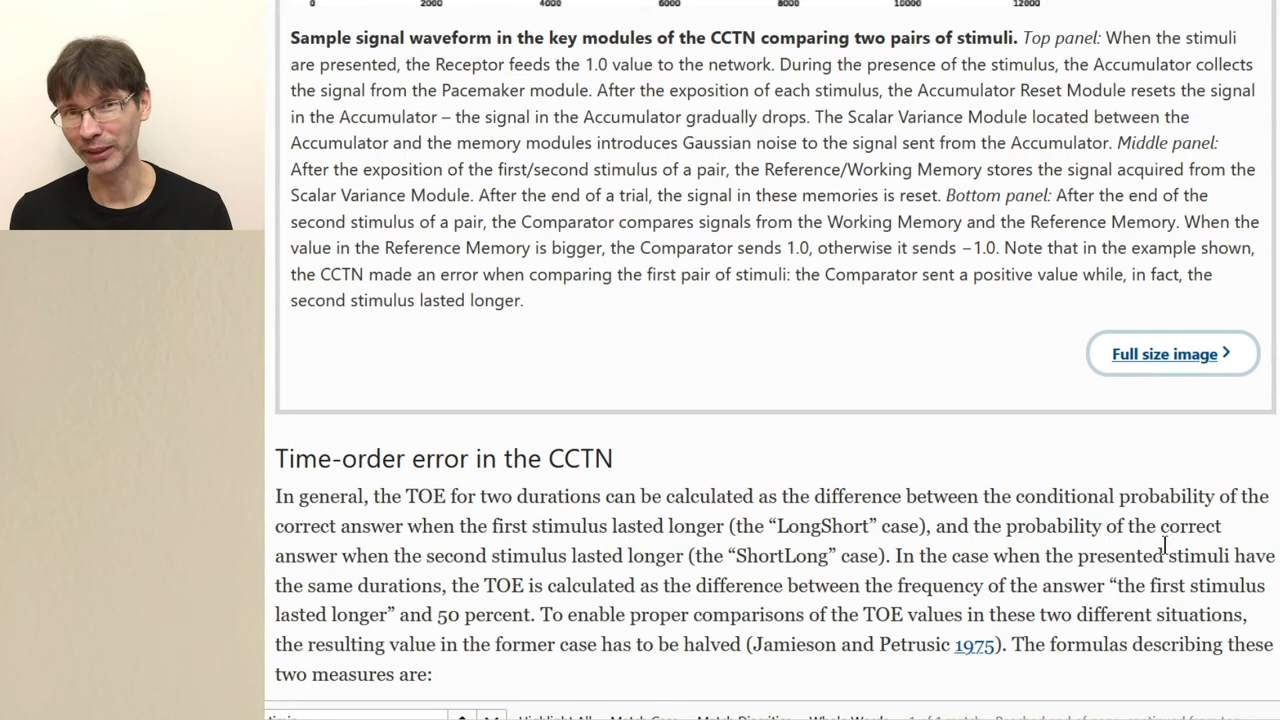 0 2000 4000 6000 8000 10000 12000
Sample signal waveform in the key modules of the CCTN comparing two pairs of stimuli. Top panel: When the stimuli
are presented, the Receptor feeds the 1.0 value to the network. During the presence of the stimulus, the Accumulator collects
the signal from the Pacemaker module. After the exposition of each stimulus, the Accumulator Reset Module resets the signal
in the Accumulator – the signal in the Accumulator gradually drops. The Scalar Variance Module located between the
Accumulator and the memory modules introduces Gaussian noise to the signal sent from the Accumulator. Middle panel:
After the exposition of the first/second stimulus of a pair, the Reference/Working Memory stores the signal acquired from the
Scalar Variance Module. After the end of a trial, the signal in these memories is reset. Bottom panel: After the end of the
second stimulus of a pair, the Comparator compares signals from the Working Memory and the Reference Memory. When the
value in the Reference Memory is bigger, the Comparator sends 1.0, otherwise it sends −1.0. Note that in the example shown,
the CCTN made an error when comparing the first pair of stimuli: the Comparator sent a positive value while, in fact, the
second stimulus lasted longer.
Full size image
Time-order error in the CCTN
In general, the TOE for two durations can be calculated as the difference between the conditional probability of the
correct answer when the first stimulus lasted longer (the “LongShort” case), and the probability of the correct
answer when the second stimulus lasted longer (the “ShortLong” case). In the case when the presented stimuli have
the same durations, the TOE is calculated as the difference between the frequency of the answer “the first stimulus
lasted longer” and 50 percent. To enable proper comparisons of the TOE values in these two different situations,
the resulting value in the former case has to be halved (Jamieson and Petrusic 1975). The formulas describing these
two measures are: